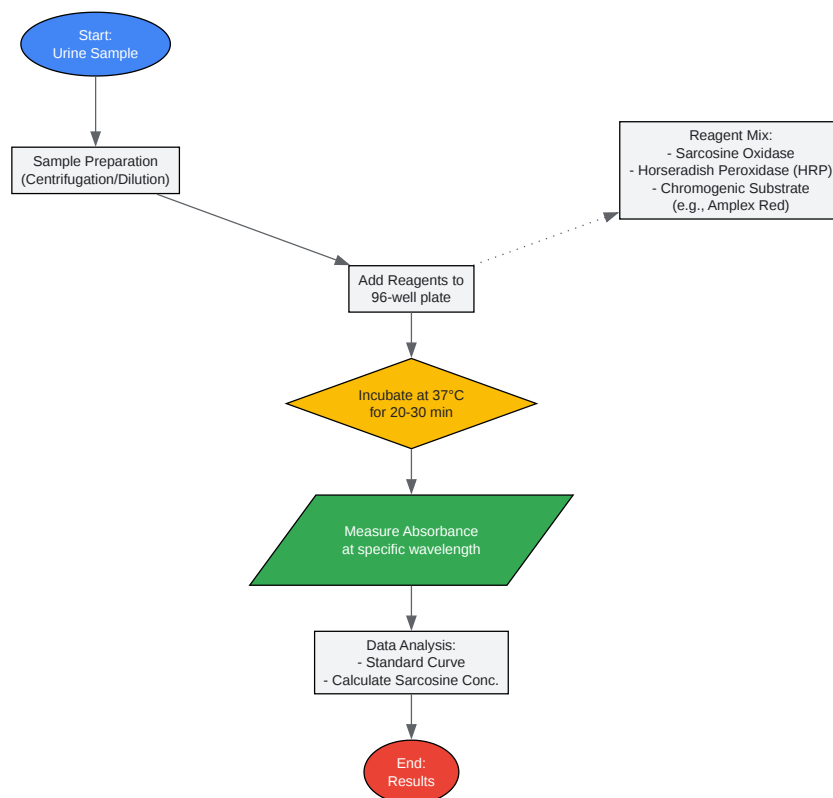 Start:
Urine Sample
Sample Preparation
(Centrifugation/Dilution)
Reagent Mix:
- Sarcosine Oxidase
- Horseradish Peroxidase (HRP)
- Chromogenic Substrate
(e.g., Amplex Red)
Add Reagents to
96-well plate
Incubate at 37°C
for 20-30 min
Measure Absorbance
at specific wavelength
Data Analysis:
- Standard Curve
- Calculate Sarcosine Conc.
End:
Results